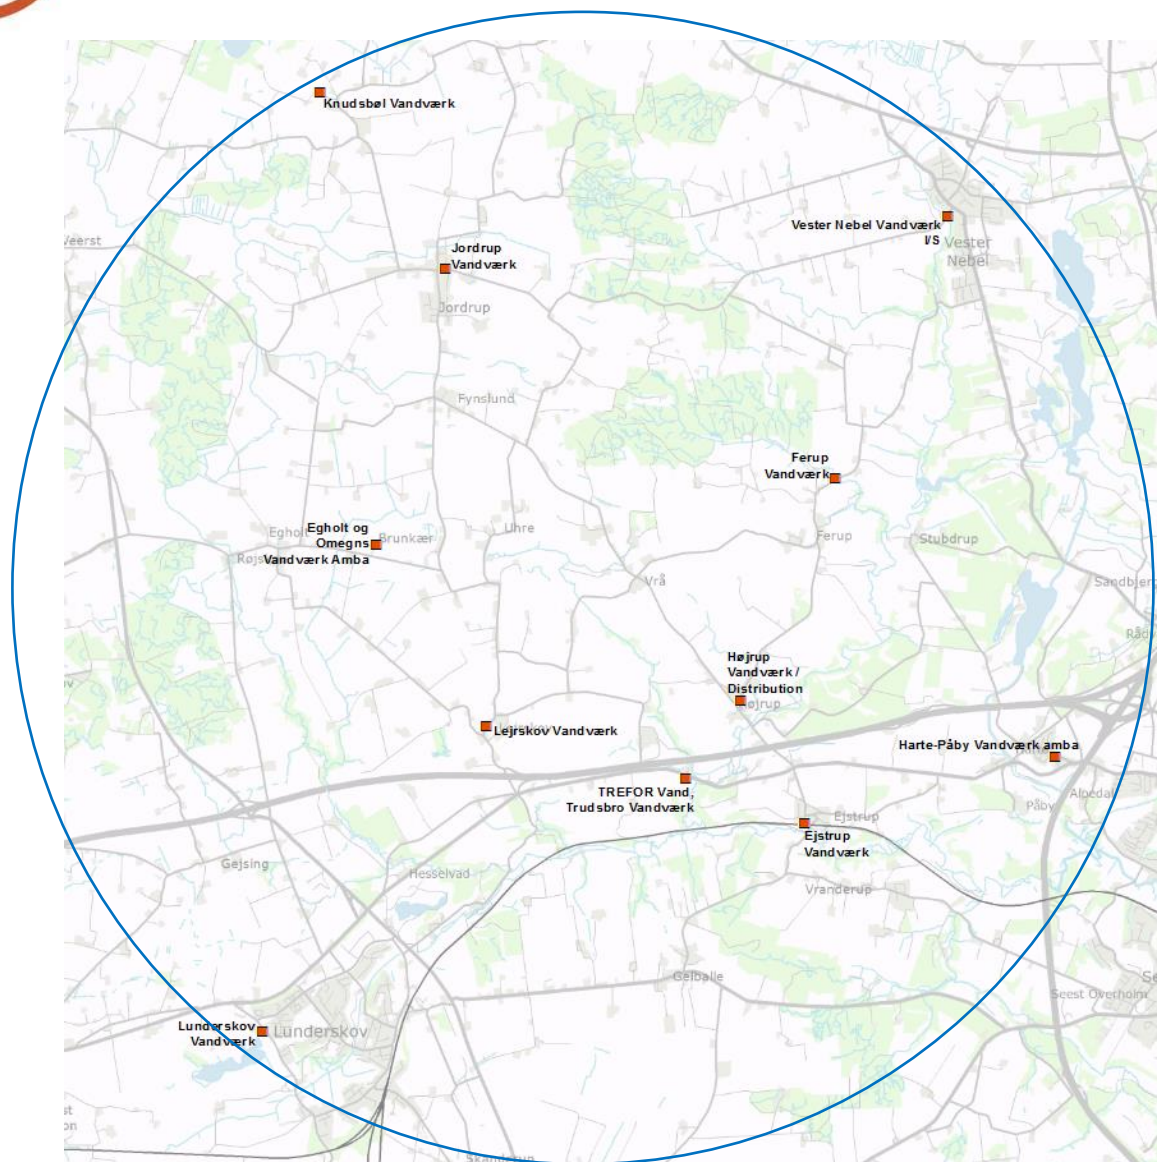 Knudsbøl Vandværk
Vester Nebel Vandværk
I/S
Vester
Nebel
Veerst
Jordrup
Vandværk
Jordrup
Fynslund
Ferup
Vandværk
Egholt og
Omegns
Vandværk Amba
Egholt
Brunkær
Uhre
Ferup
Stubdrup
Vrå
Højrup
Vandværk /
Distribution
Lejrskov Vandværk
Harte-Påby Vandværk amba
TREFOR Vand,
Trudsbro Vandværk
Påby
Ejstrup
Ejstrup
Vandværk
Gejsing
Hesselvad
Vranderup
Gelballe
Seest Overholm
Lunderskov
Vandværk
Lunderskov